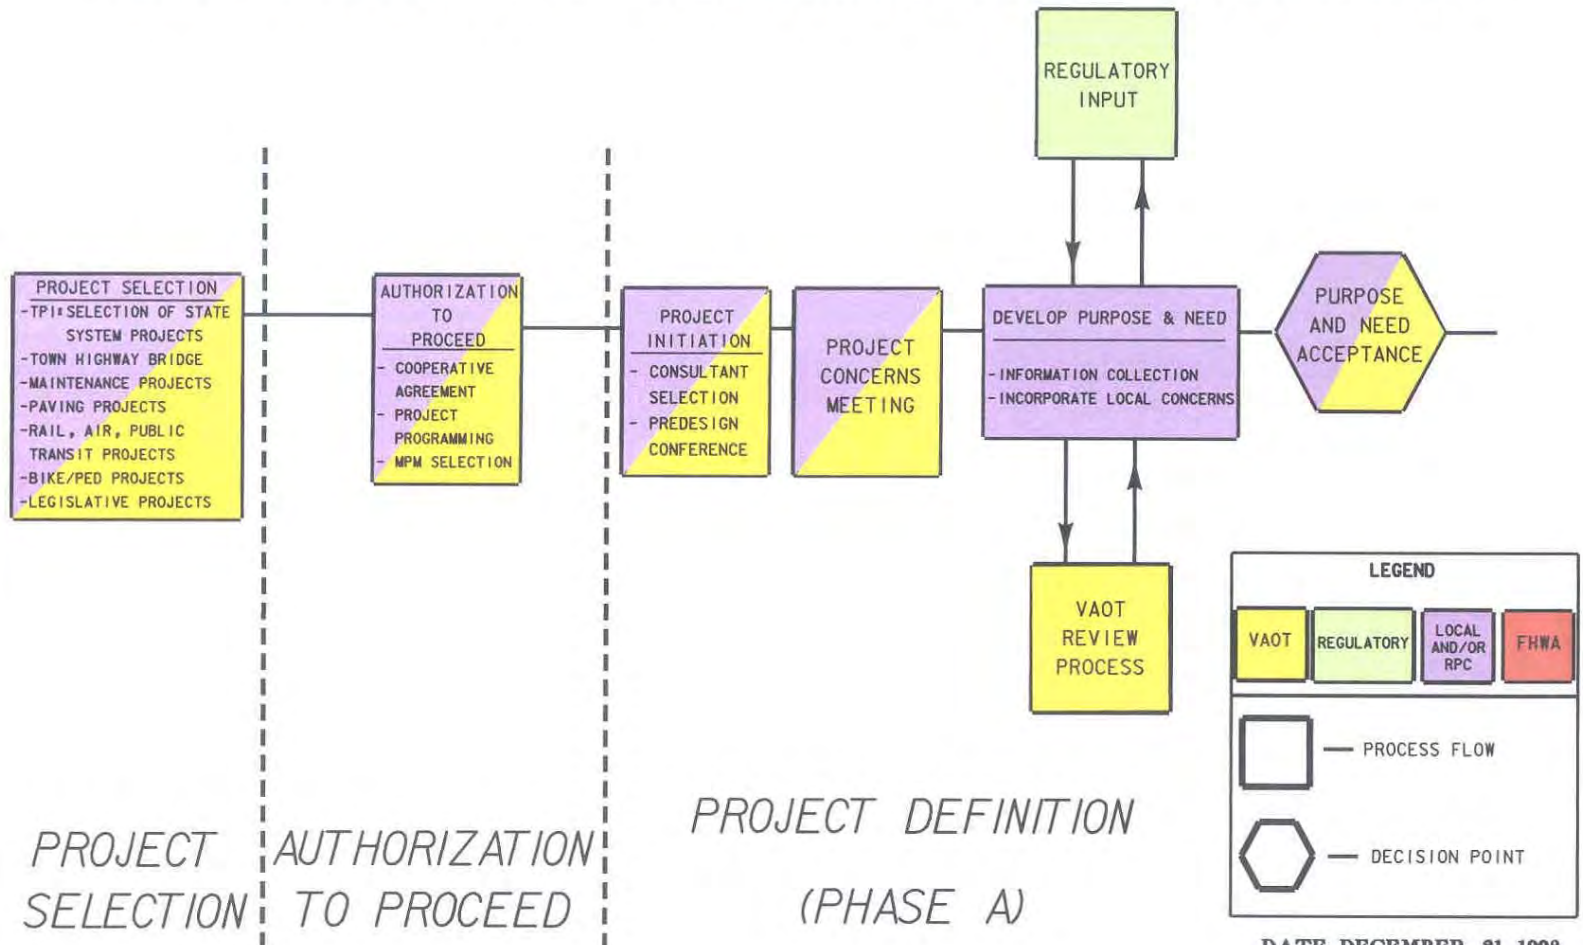 REGULATORY
INPUT
PROJECT SELECTION
-TPI: SELECTION OF STATE
SYSTEM PROJECTS
-TOWN HIGHWAY BRIDGE
-MAINTENANCE PROJECTS
-PAVING PROJECTS
-RAIL, AIR, PUBLIC
TRANSIT PROJECTS
-BIKE/PED PROJECTS
-LEGISLATIVE PROJECTS
AUTHORIZATION
TO
PROCEED
- COOPERATIVE
AGREEMENT
- PROJECT
PROGRAMMING
- MPM SELECTION
PROJECT
INITIATION
- CONSULTANT
SELECTION
- PREDESIGN
CONFERENCE
PROJECT
CONCERNS
MEETING
DEVELOP PURPOSE & NEED
-INFORMATION COLLECTION
-INCORPORATE LOCAL CONCERNS
PURPOSE
AND NEED
ACCEPTANCE
VAOT
REVIEW
PROCESS
LEGEND
VAOT
REGULATORY
LOCAL
AND/OR
RPC
FHWA
— PROCESS FLOW
— DECISION POINT
PROJECT
SELECTION
AUTHORIZATION
TO PROCEED
PROJECT DEFINITION
(PHASE A)
DATE DECEMBER